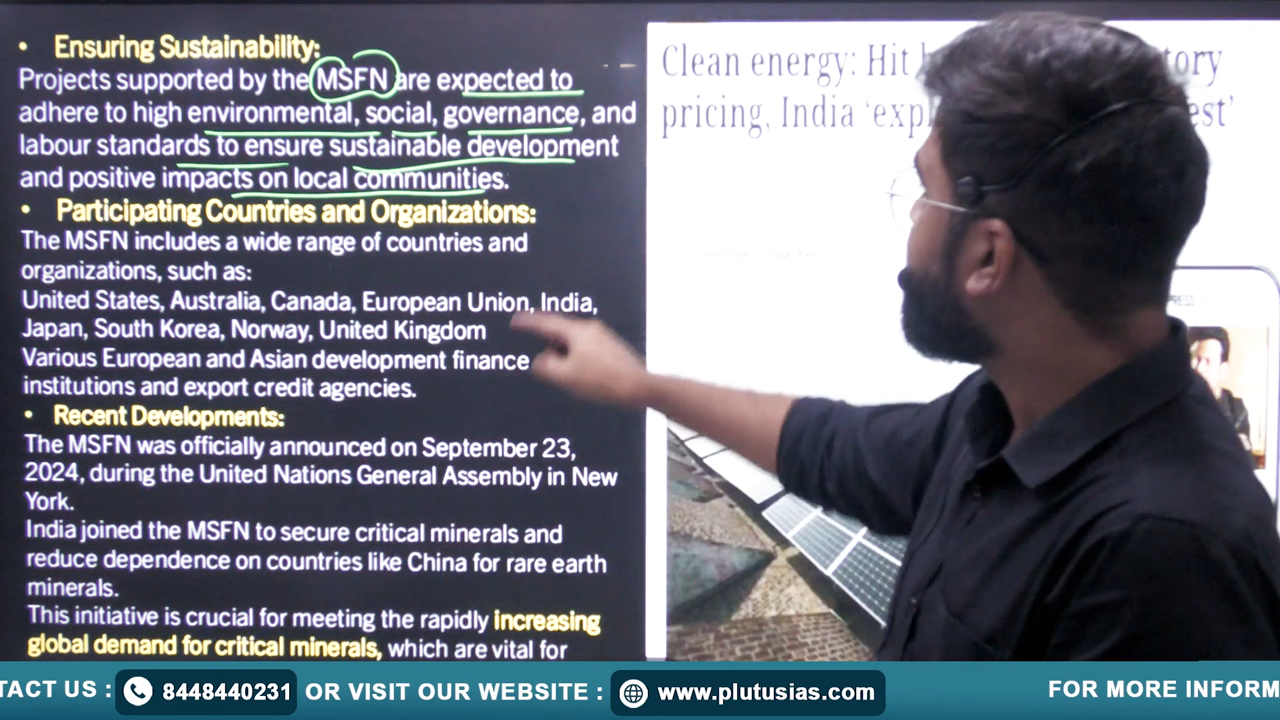 • Ensuring Sustainability:
Projects supported by the MSFN are expected to
adhere to high environmental, social, governance, and
labour standards to ensure sustainable development
and positive impacts on local communities.
• Participating Countries and Organizations:
The MSFN includes a wide range of countries and
organizations, such as:
United States, Australia, Canada, European Union, India,
Japan, South Korea, Norway, United Kingdom
Various European and Asian development finance
institutions and export credit agencies.
• Recent Developments:
The MSFN was officially announced on September 23,
2024, during the United Nations General Assembly in New
York.
India joined the MSFN to secure critical minerals and
reduce dependence on countries like China for rare earth
minerals.
This initiative is crucial for meeting the rapidly increasing
global demand for critical minerals, which are vital for
Clean energy: Hit
pricing, India
TACT US : 8448440231 OR VISIT OUR WEBSITE : www.plutusias.com FOR MORE INFORM